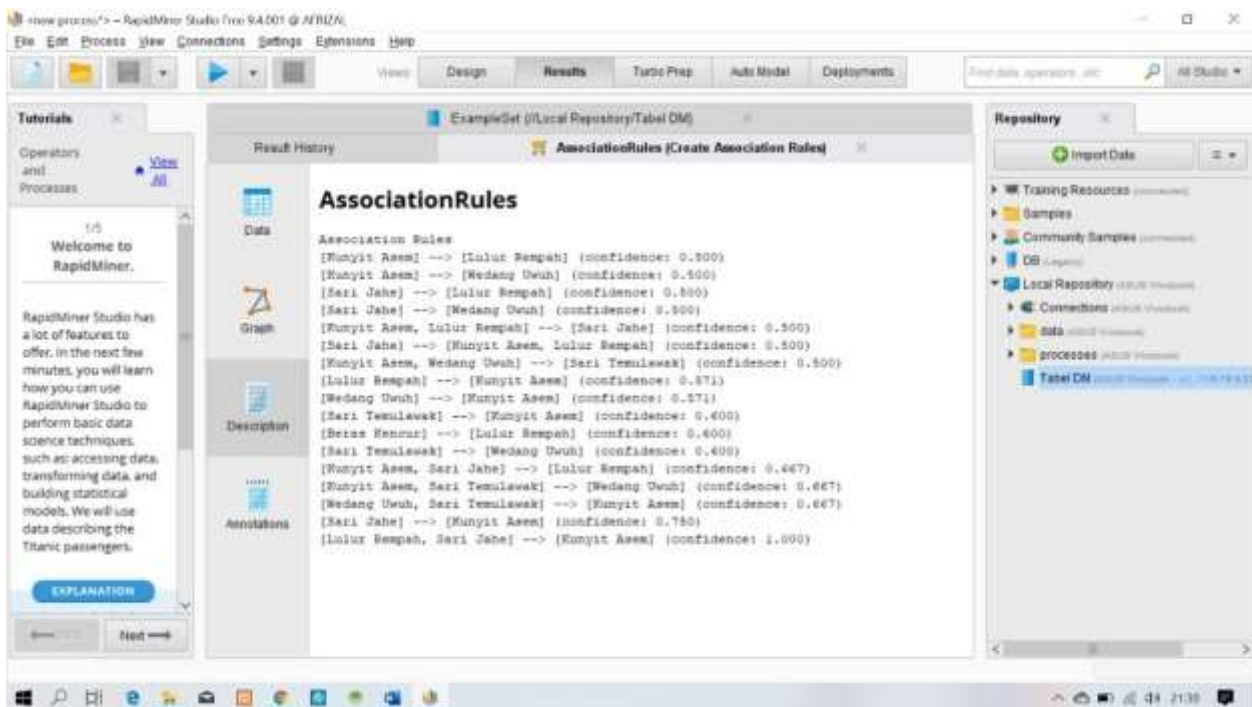 <new process*> – RapidMiner Studio Free 9.4.001 @ AFRIZAL
File Edit Process View Connections Settings Extensions Help
Views: Design Results Turbo Prep Auto Model Deployments
Find data, operators...etc
All Studio
Tutorials
Operators and Processes
View All
1/5
Welcome to
RapidMiner.
RapidMiner Studio has
a lot of features to
offer. In the next few
minutes, you will learn
how you can use
RapidMiner Studio to
perform basic data
science techniques,
such as: accessing data,
transforming data, and
building statistical
models. We will use
data describing the
Titanic passengers.
EXPLANATION
Next
ExampleSet (//Local Repository/Tabel DM)
Result History
AssociationRules (Create Association Rules)
Data
Graph
Description
Annotations
AssociationRules
Association Rules
[Kunyit Asem] --> [Lulur Rempah] (confidence: 0.500)
[Kunyit Asem] --> [Wedang Uwuh] (confidence: 0.500)
[Sari Jahe] --> [Lulur Rempah] (confidence: 0.500)
[Sari Jahe] --> [Wedang Uwuh] (confidence: 0.500)
[Kunyit Asem, Lulur Rempah] --> [Sari Jahe] (confidence: 0.500)
[Sari Jahe] --> [Kunyit Asem, Lulur Rempah] (confidence: 0.500)
[Kunyit Asem, Wedang Uwuh] --> [Sari Temulawak] (confidence: 0.500)
[Lulur Rempah] --> [Kunyit Asem] (confidence: 0.571)
[Wedang Uwuh] --> [Kunyit Asem] (confidence: 0.571)
[Sari Temulawak] --> [Kunyit Asem] (confidence: 0.600)
[Beras Kencur] --> [Lulur Rempah] (confidence: 0.600)
[Sari Temulawak] --> [Wedang Uwuh] (confidence: 0.600)
[Kunyit Asem, Sari Jahe] --> [Lulur Rempah] (confidence: 0.667)
[Kunyit Asem, Sari Temulawak] --> [Wedang Uwuh] (confidence: 0.667)
[Wedang Uwuh, Sari Temulawak] --> [Kunyit Asem] (confidence: 0.667)
[Sari Jahe] --> [Kunyit Asem] (confidence: 0.750)
[Lulur Rempah, Sari Jahe] --> [Kunyit Asem] (confidence: 1.000)
Repository
Import Data
Training Resources (connected)
Samples
Community Samples (connected)
DB (Legacy)
Local Repository
Connections
data
processes
Tabel DM
21:30